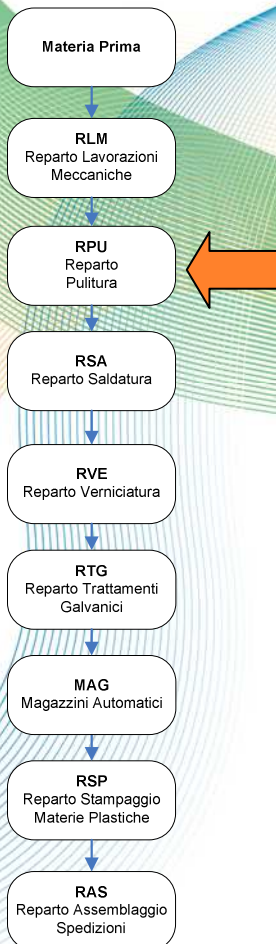 Materia Prima
RLM
Reparto Lavorazioni
Meccaniche
RPU
Reparto
Pulitura
RSA
Reparto Saldatura
RVE
Reparto Verniciatura
RTG
Reparto Trattamenti
Galvanici
MAG
Magazzini Automatici
RSP
Reparto Stampaggio
Materie Plastiche
RAS
Reparto Assemblaggio
Spedizioni